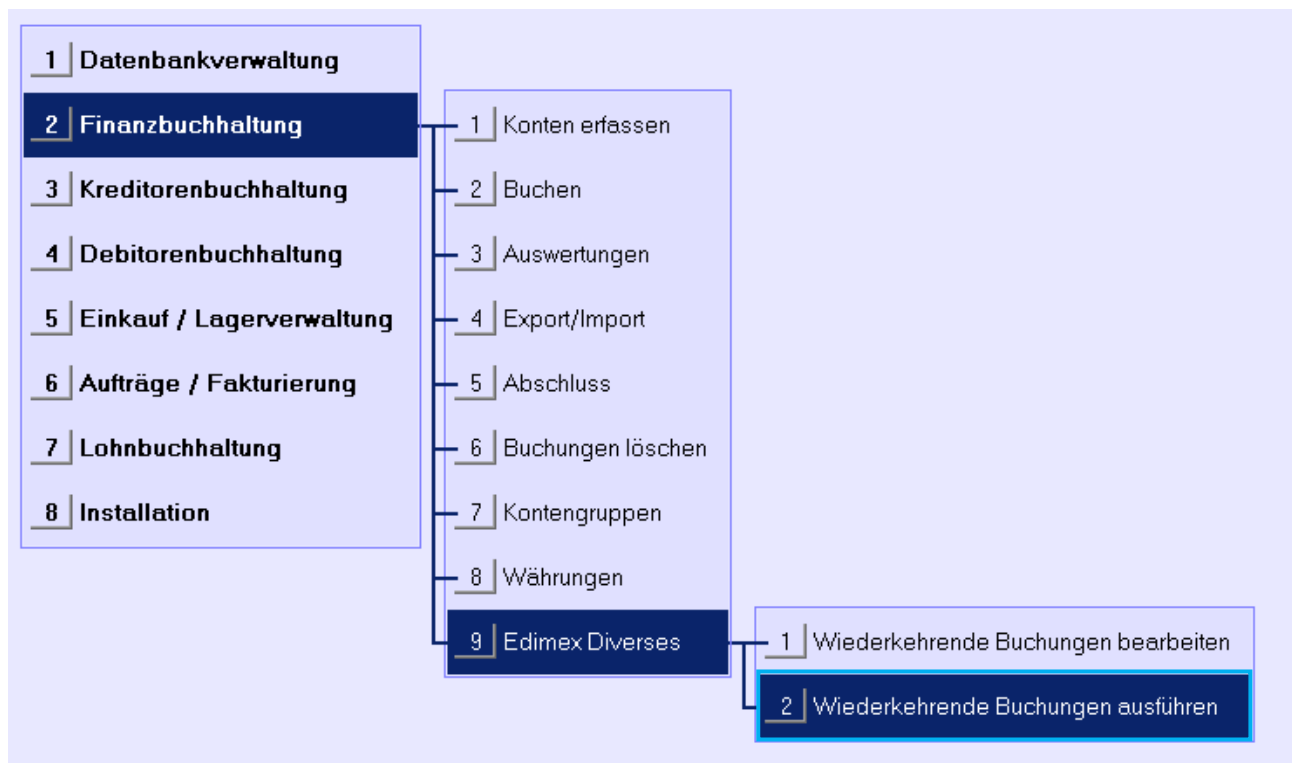 1 Datenbankverwaltung
2 Finanzbuchhaltung
3 Kreditorenbuchhaltung
4 Debitorenbuchhaltung
5 Einkauf / Lagerverwaltung
6 Aufträge / Fakturierung
7 Lohnbuchhaltung
8 Installation
1 Konten erfassen
2 Buchen
3 Auswertungen
4 Export/Import
5 Abschluss
6 Buchungen löschen
7 Kontengruppen
8 Währungen
9 Edimex Diverses
1 Wiederkehrende Buchungen bearbeiten
2 Wiederkehrende Buchungen ausführen